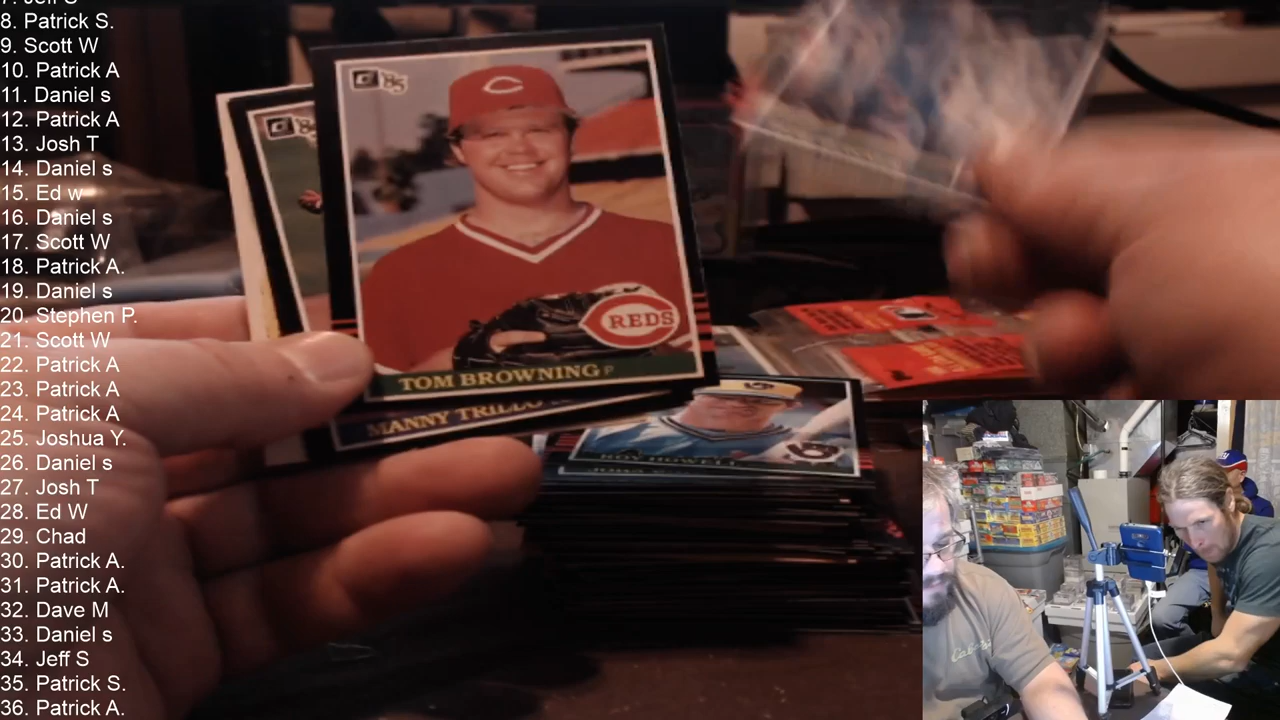 7. Jeff S
8. Patrick S.
9. Scott W
10. Patrick A
11. Daniel s
12. Patrick A
13. Josh T
14. Daniel s
15. Ed w
16. Daniel s
17. Scott W
18. Patrick A.
19. Daniel s
20. Stephen P.
21. Scott W
22. Patrick A
23. Patrick A
24. Patrick A
25. Joshua Y.
26. Daniel s
27. Josh T
28. Ed W
29. Chad
30. Patrick A.
31. Patrick A.
32. Dave M
33. Daniel s
34. Jeff S
35. Patrick S.
36. Patrick A.
'85
C
REDS
TOM BROWNING P
MANNY TRILLO